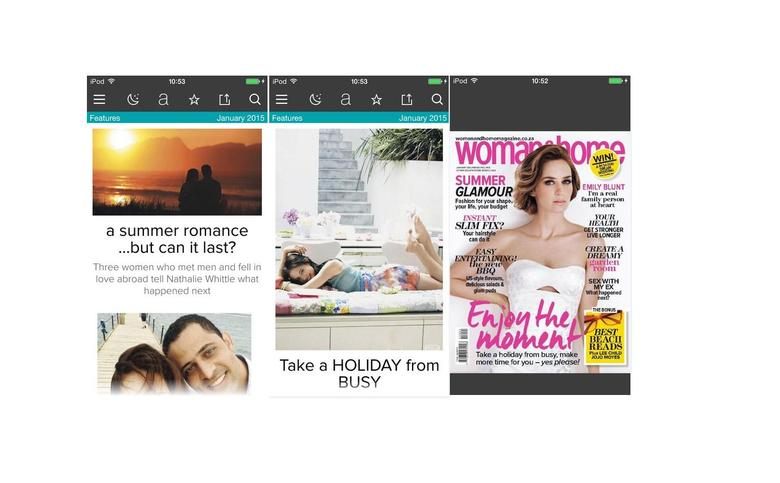 iPod 10:53
a
Features January 2015
a summer romance
...but can it last?
Three women who met men and fell in
love abroad tell Nathalie Whittle what
happened next
iPod 10:53
a
Features January 2015
Take a HOLIDAY from
BUSY
iPod 10:52
womanandhomemagazine.co.za
woman&home
WIN!
SUMMER
GLAMOUR
Fashion for your shape,
your life, your budget
INSTANT
SLIM FIX?
Your hairstyle
can do it
EASY
ENTERTAINING!
the new
BBQ
US-style flavours,
delicious salads &
glam puds
EMILY BLUNT
I'm a real
family person
at heart
YOUR
HEALTH
GET STRONGER
LIVE LONGER
CREATE A
DREAMY
garden
room
SEX WITH
MY EX
What happened
next?
THE BONUS
BEST
BEACH
READS
Plus LEE CHILD
JOJO MOYES
Enjoy the
moment
Take a holiday from busy, make
more time for you – yes please!